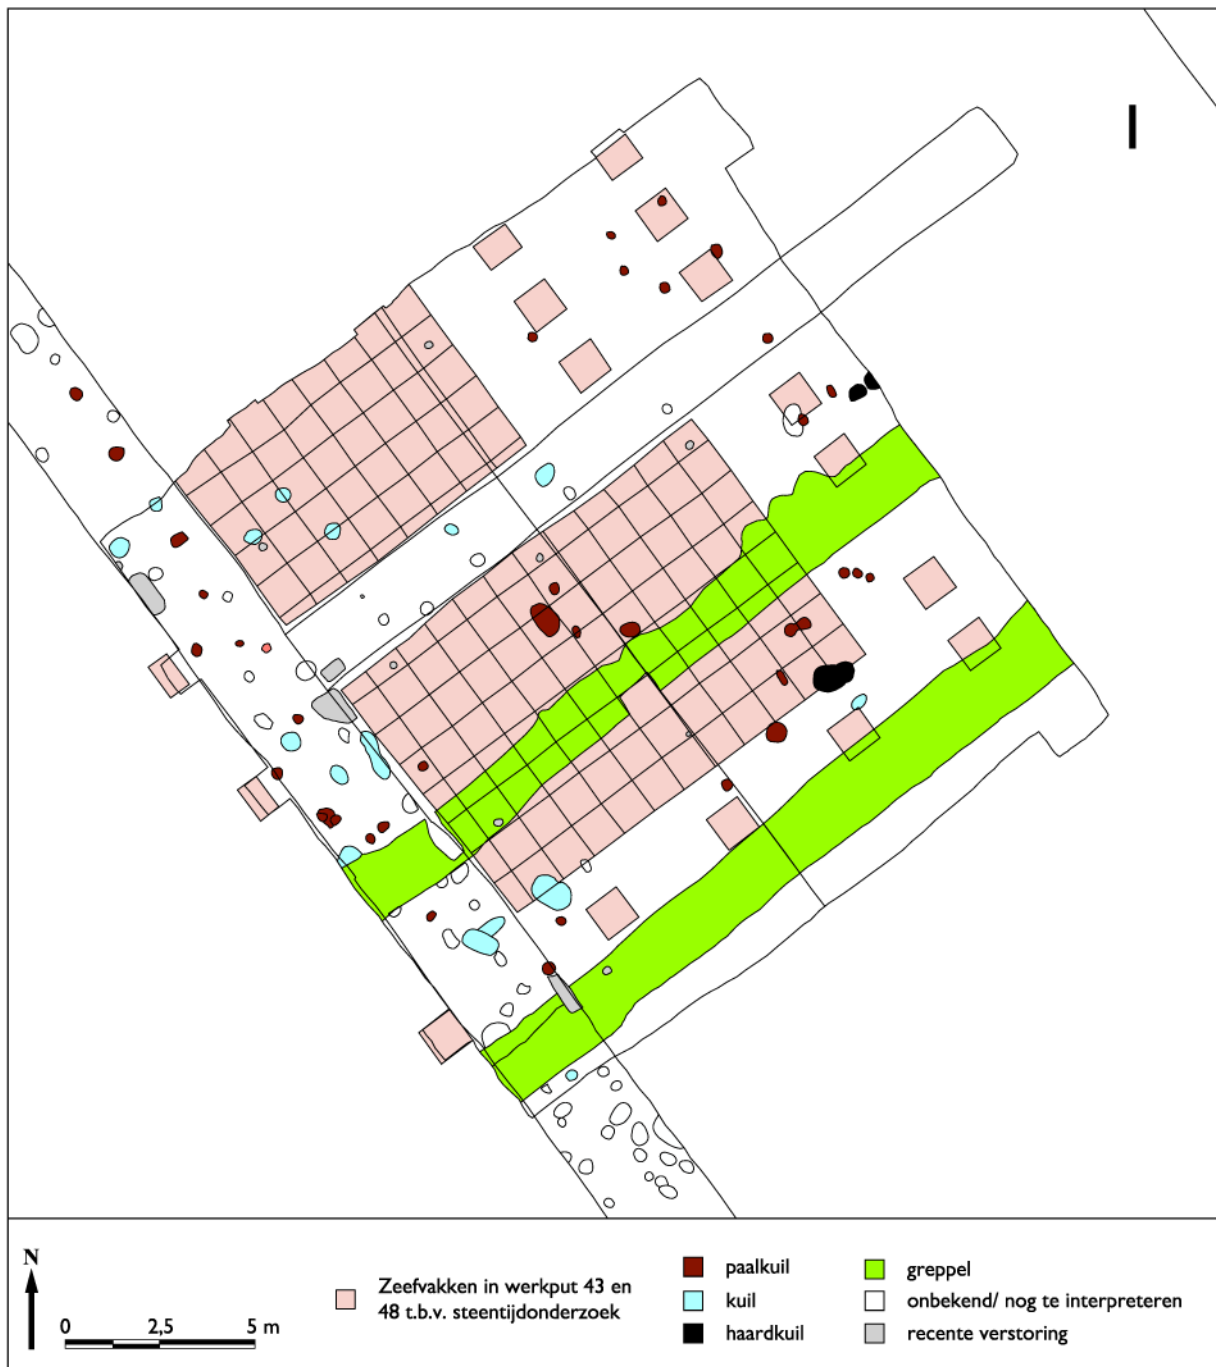 N
0 2,5 5 m
Zeefvakken in werkput 43 en
48 t.b.v. steentijdonderzoek
paalkuil
kuil
haardkuil
greppel
onbekend/ nog te interpreteren
recente verstoring